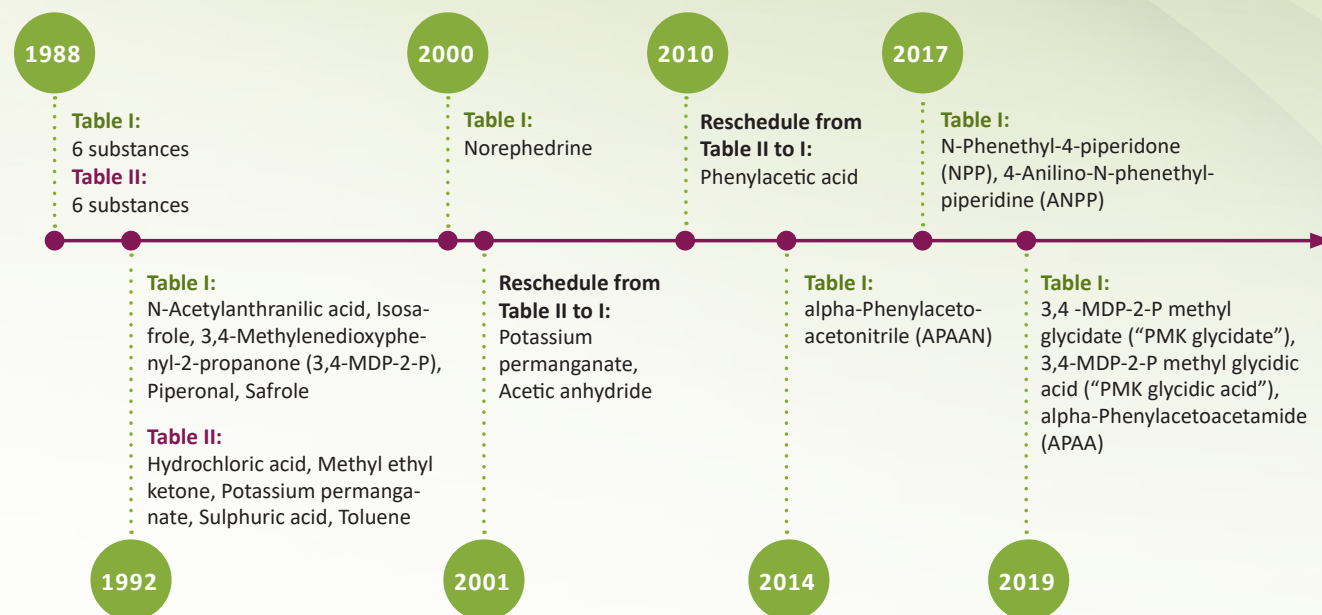 1988
Table I:
6 substances
Table II:
6 substances
1992
Table I:
N-Acetylanthranilic acid, Isosa-
frole, 3,4-Methylenedioxyphe-
nyl-2-propanone (3,4-MDP-2-P),
Piperonal, Safrole
Table II:
Hydrochloric acid, Methyl ethyl
ketone, Potassium permanga-
nate, Sulphuric acid, Toluene
2000
Table I:
Norephedrine
2001
Reschedule from
Table II to I:
Potassium
permanganate,
Acetic anhydride
2010
Reschedule from
Table II to I:
Phenylacetic acid
2014
Table I:
alpha-Phenylaceto-
acetonitrile (APAAN)
2017
Table I:
N-Phenethyl-4-piperidone
(NPP), 4-Anilino-N-phenethyl-
piperidine (ANPP)
2019
Table I:
3,4 -MDP-2-P methyl
glycidate (“PMK glycidate”),
3,4-MDP-2-P methyl glycidic
acid (“PMK glycidic acid”),
alpha-Phenylacetoacetamide
(APAA)